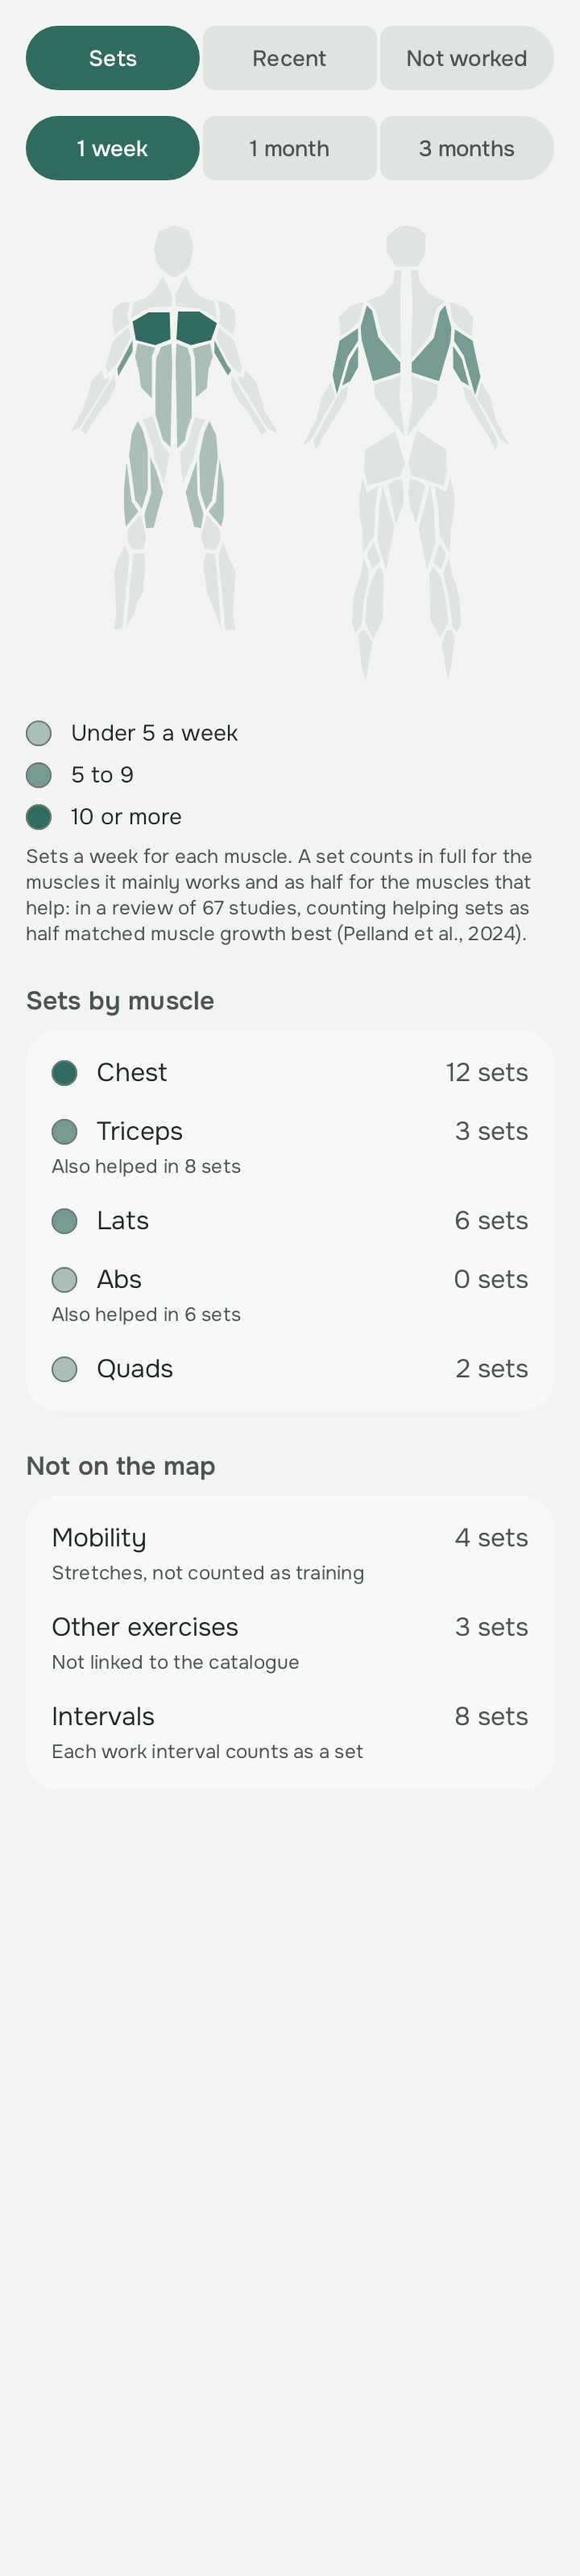 Sets
Recent
Not worked
1 week
1 month
3 months
Under 5 a week
5 to 9
10 or more
Sets a week for each muscle. A set counts in full for the
muscles it mainly works and as half for the muscles that
help: in a review of 67 studies, counting helping sets as
half matched muscle growth best (Pelland et al., 2024).
Sets by muscle
Chest 12 sets
Triceps 3 sets
Also helped in 8 sets
Lats 6 sets
Abs 0 sets
Also helped in 6 sets
Quads 2 sets
Not on the map
Mobility 4 sets
Stretches, not counted as training
Other exercises 3 sets
Not linked to the catalogue
Intervals 8 sets
Each work interval counts as a set